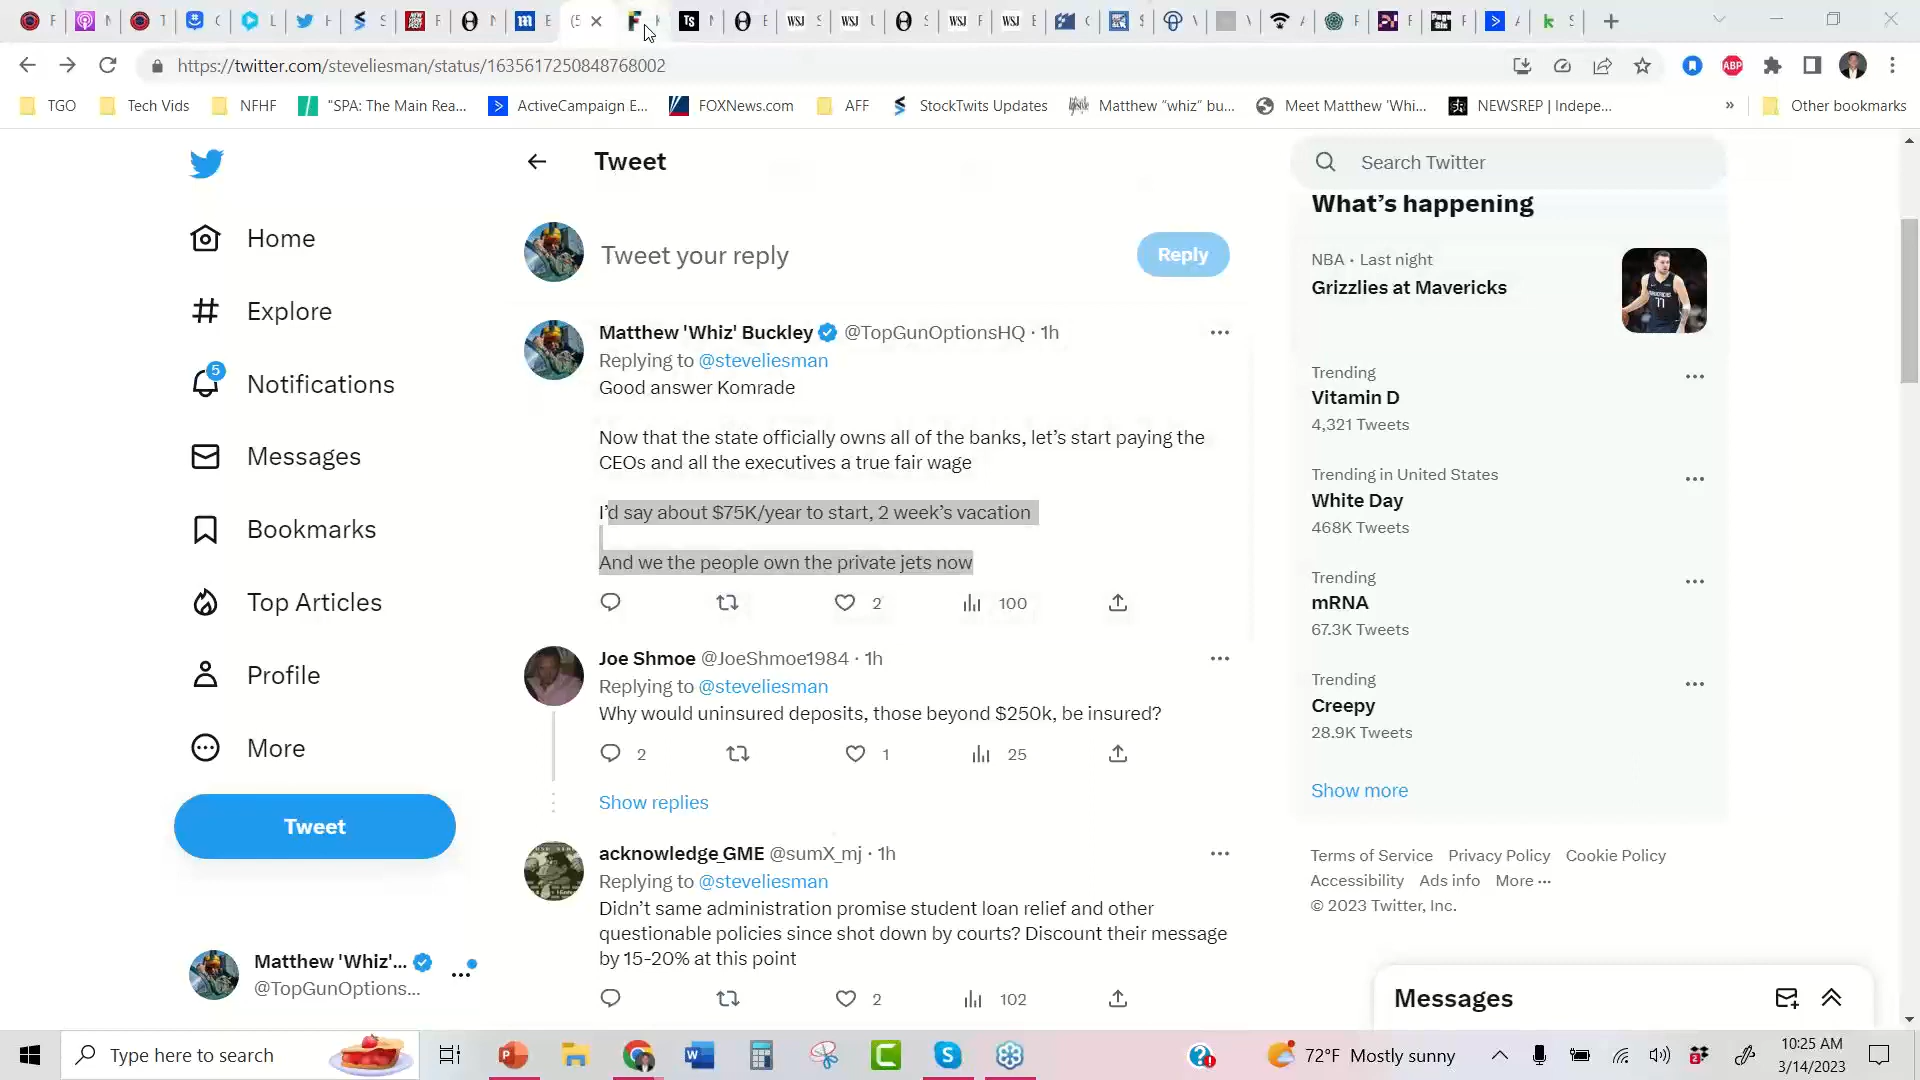 https://twitter.com/steveliesman/status/1635617250848768002
TGO
Tech Vids
NFHF
"SPA: The Main Rea...
ActiveCampaign E...
FOXNews.com
AFF
StockTwits Updates
Matthew "whiz" bu...
Meet Matthew 'Whi...
NEWSREP | Indepe...
»
Other bookmarks
Tweet
Search Twitter
Home
Explore
5
Notifications
Messages
Bookmarks
Top Articles
Profile
More
Tweet
Matthew 'Whiz'...
@TopGunOptions...
Tweet your reply
Reply
Matthew 'Whiz' Buckley @TopGunOptionsHQ · 1h
Replying to @steveliesman
Good answer Komrade
Now that the state officially owns all of the banks, let's start paying the
CEOs and all the executives a true fair wage
I'd say about $75K/year to start, 2 week's vacation
And we the people own the private jets now
2
100
Joe Shmoe @JoeShmoe1984 · 1h
Replying to @steveliesman
Why would uninsured deposits, those beyond $250k, be insured?
2
1
25
Show replies
acknowledge_GME @sumX_mj · 1h
Replying to @steveliesman
Didn't same administration promise student loan relief and other
questionable policies since shot down by courts? Discount their message
by 15-20% at this point
2
102
What's happening
NBA · Last night
Grizzlies at Mavericks
Trending
Vitamin D
4,321 Tweets
Trending in United States
White Day
468K Tweets
Trending
mRNA
67.3K Tweets
Trending
Creepy
28.9K Tweets
Show more
Terms of Service Privacy Policy Cookie Policy
Accessibility Ads info More ···
© 2023 Twitter, Inc.
Messages
Type here to search
72°F Mostly sunny
10:25 AM
3/14/2023